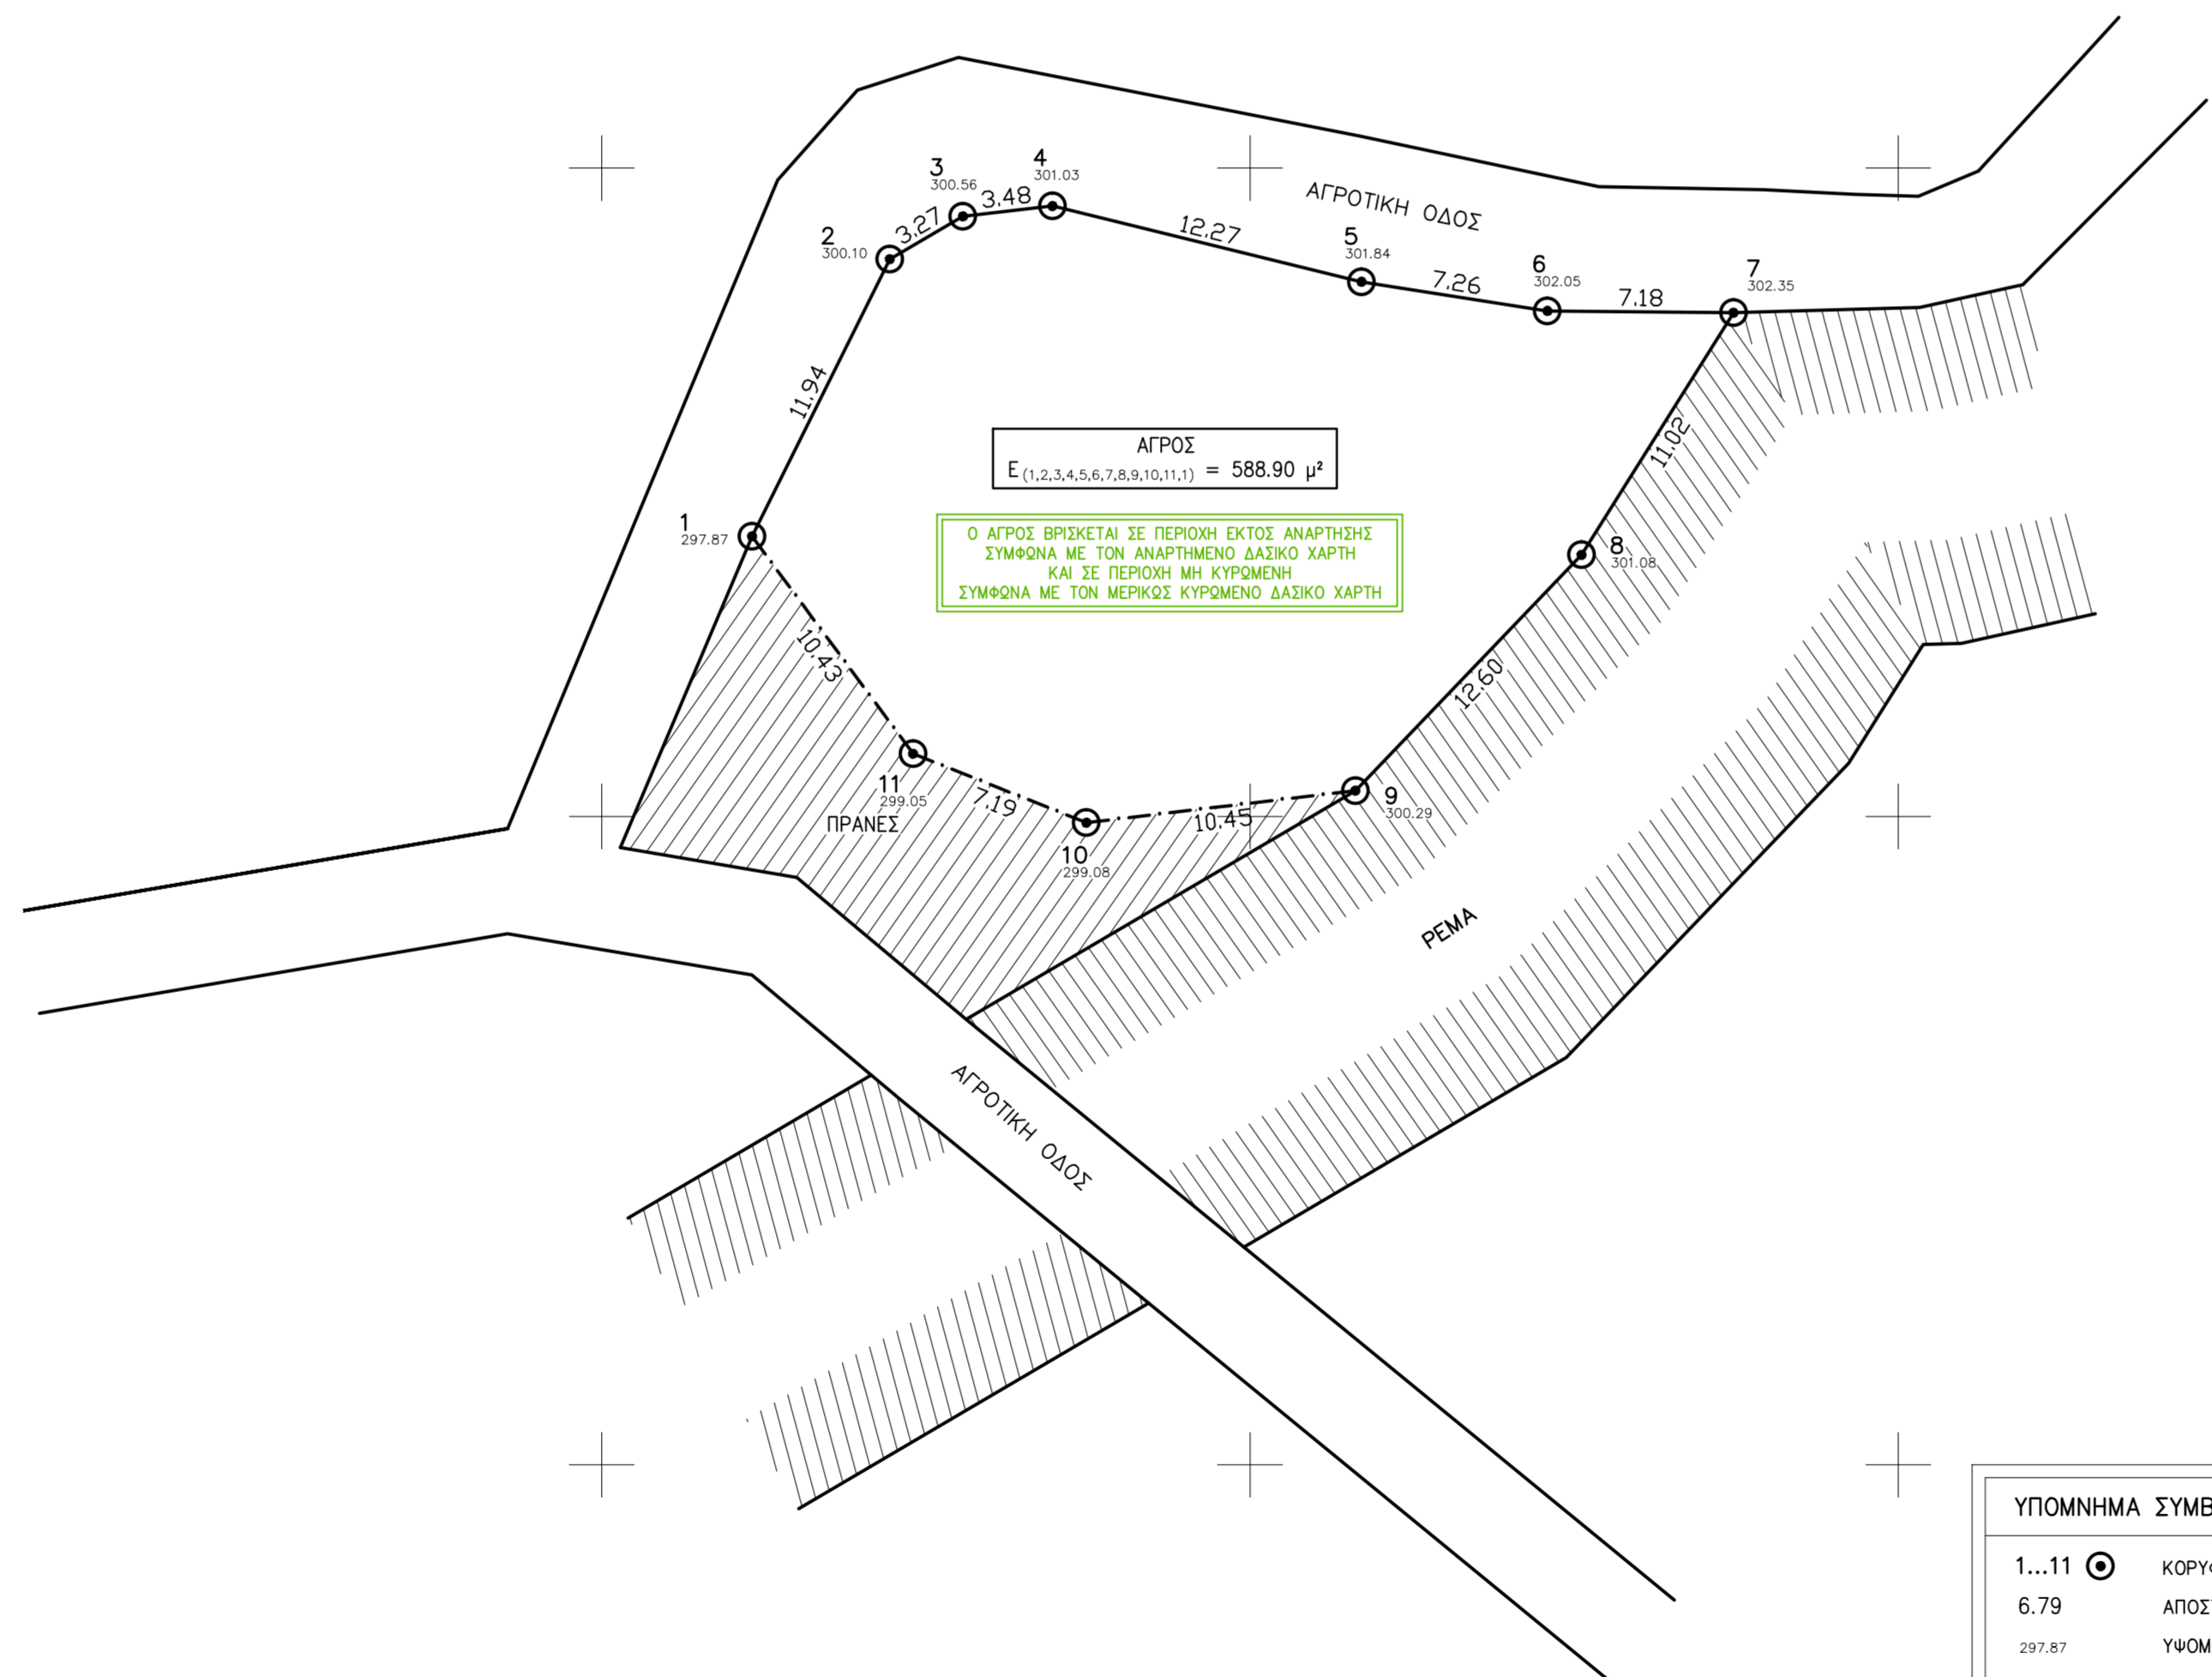 4
301.03
3
300.56
3.48
3.27
2
300.10
ΑΓΡΟΤΙΚΗ ΟΔΟΣ
12.27
5
301.84
7.26
6
302.05
7.18
7
302.35
11.94
11.02
ΑΓΡΟΣ
Ε(1,2,3,4,5,6,7,8,9,10,11,1) = 588.90 μ²
1
297.87
Ο ΑΓΡΟΣ ΒΡΙΣΚΕΤΑΙ ΣΕ ΠΕΡΙΟΧΗ ΕΚΤΟΣ ΑΝΑΡΤΗΣΗΣ
ΣΥΜΦΩΝΑ ΜΕ ΤΟΝ ΑΝΑΡΤΗΜΕΝΟ ΔΑΣΙΚΟ ΧΑΡΤΗ
ΚΑΙ ΣΕ ΠΕΡΙΟΧΗ ΜΗ ΚΥΡΩΜΕΝΗ
ΣΥΜΦΩΝΑ ΜΕ ΤΟΝ ΜΕΡΙΚΩΣ ΚΥΡΩΜΕΝΟ ΔΑΣΙΚΟ ΧΑΡΤΗ
8
301.08
10.43
12.60
11
299.05
7.19
ΠΡΑΝΕΣ
10.45
9
300.29
10
299.08
ΡΕΜΑ
ΑΓΡΟΤΙΚΗ ΟΔΟΣ
ΥΠΟΜΝΗΜΑ ΣΥΜΒ
1...11 ΚΟΡΥΦ
6.79 ΑΠΟΣ
297.87 ΥΨΟΜ